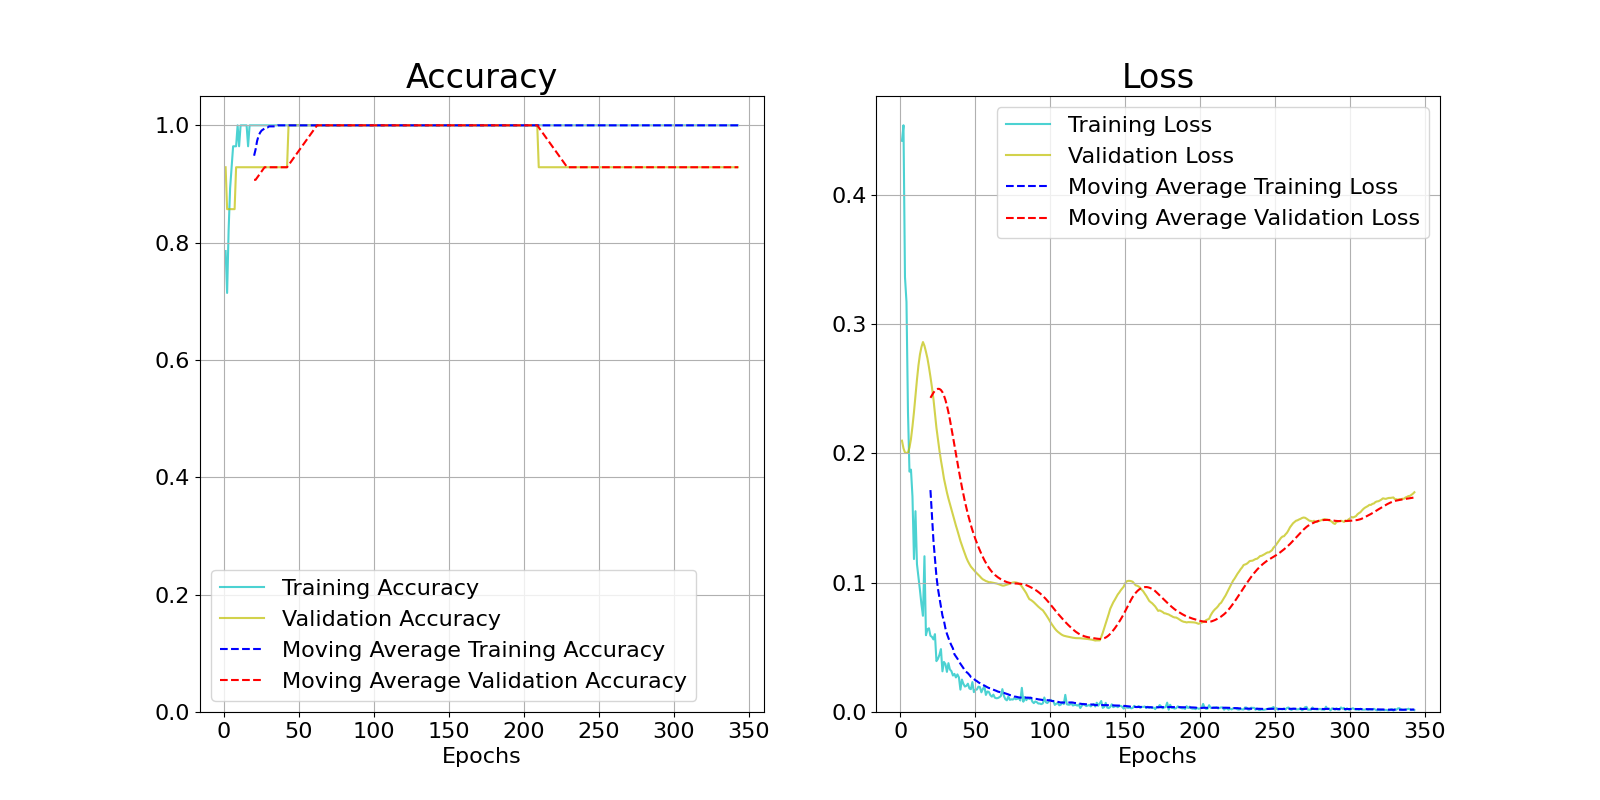 Accuracy
1.0
0.8
0.6
0.4
0.2
0.0
Training Accuracy
Validation Accuracy
Moving Average Training Accuracy
Moving Average Validation Accuracy
0 50 100 150 200 250 300 350
Epochs
Loss
0.4
0.3
0.2
0.1
0.0
Training Loss
Validation Loss
Moving Average Training Loss
Moving Average Validation Loss
0 50 100 150 200 250 300 350
Epochs